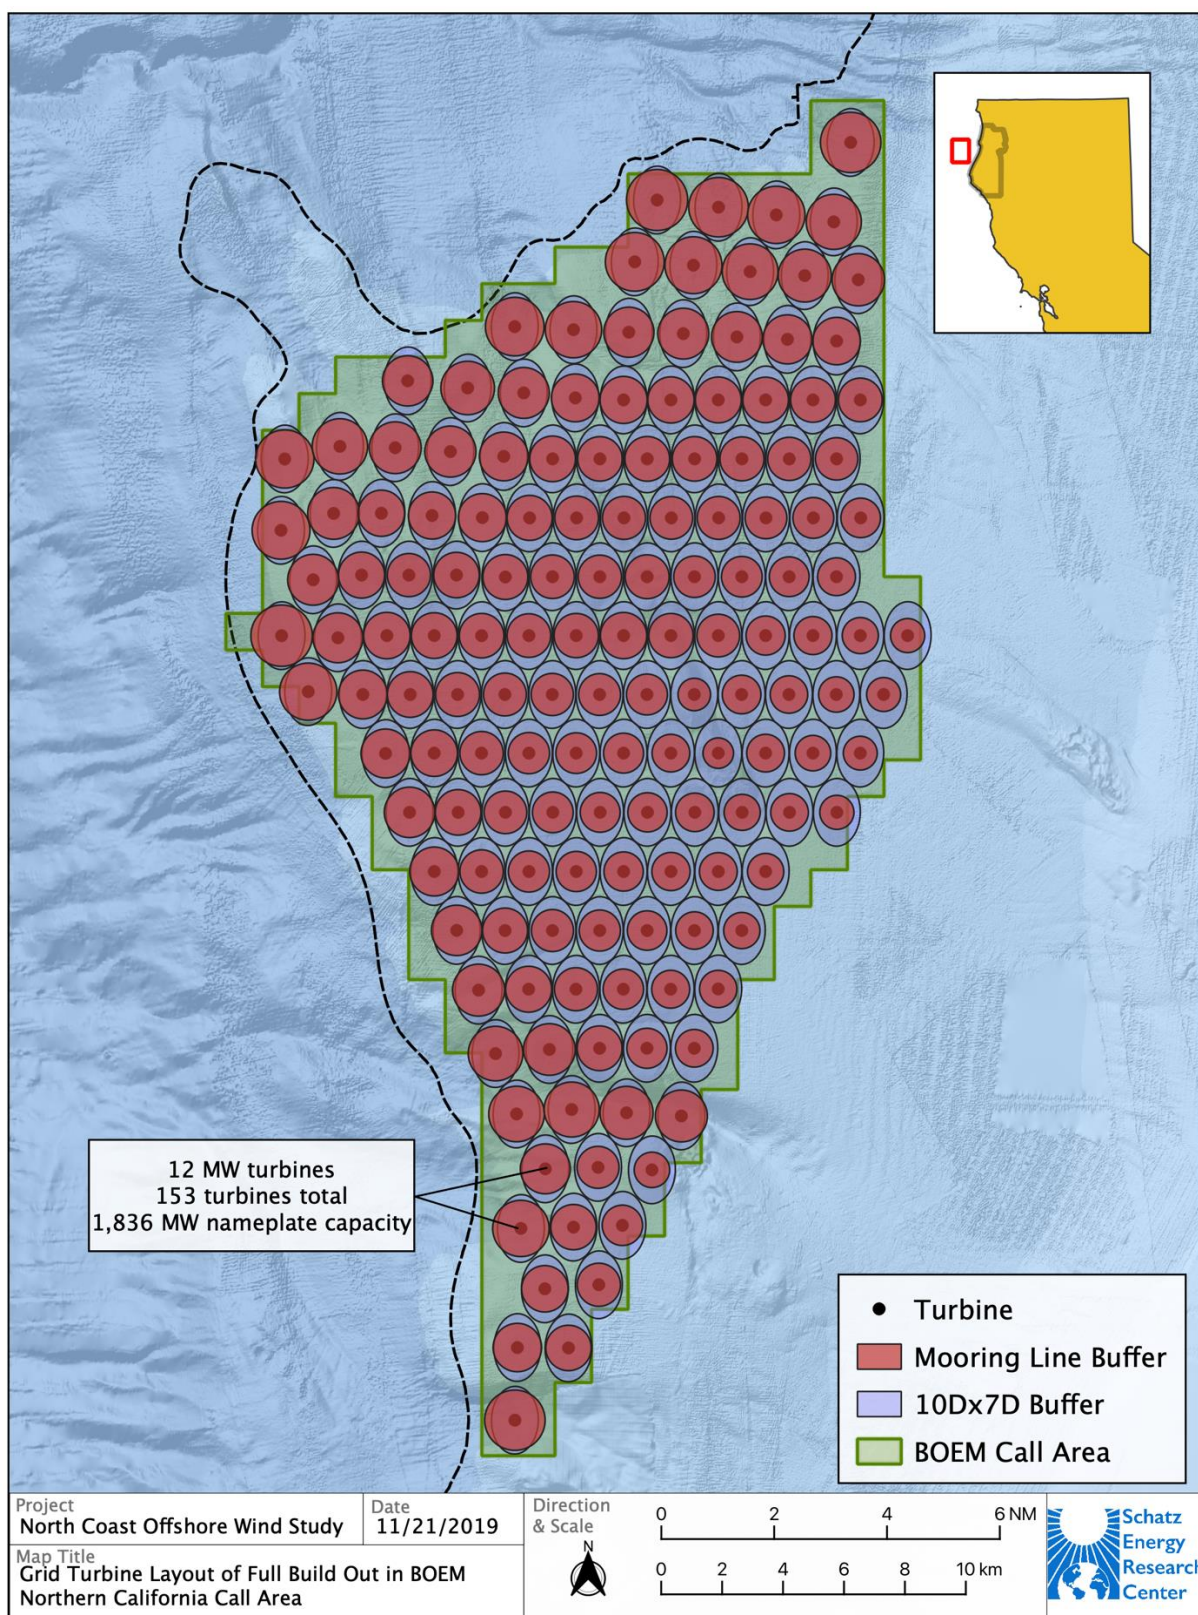 12 MW turbines
153 turbines total
1,836 MW nameplate capacity
Turbine
Mooring Line Buffer
10Dx7D Buffer
BOEM Call Area
Project
North Coast Offshore Wind Study
Date
11/21/2019
Map Title
Grid Turbine Layout of Full Build Out in BOEM
Northern California Call Area
Direction
& Scale
N
0 2 4 6 NM
0 2 4 6 8 10 km
Schatz
Energy
Research
Center